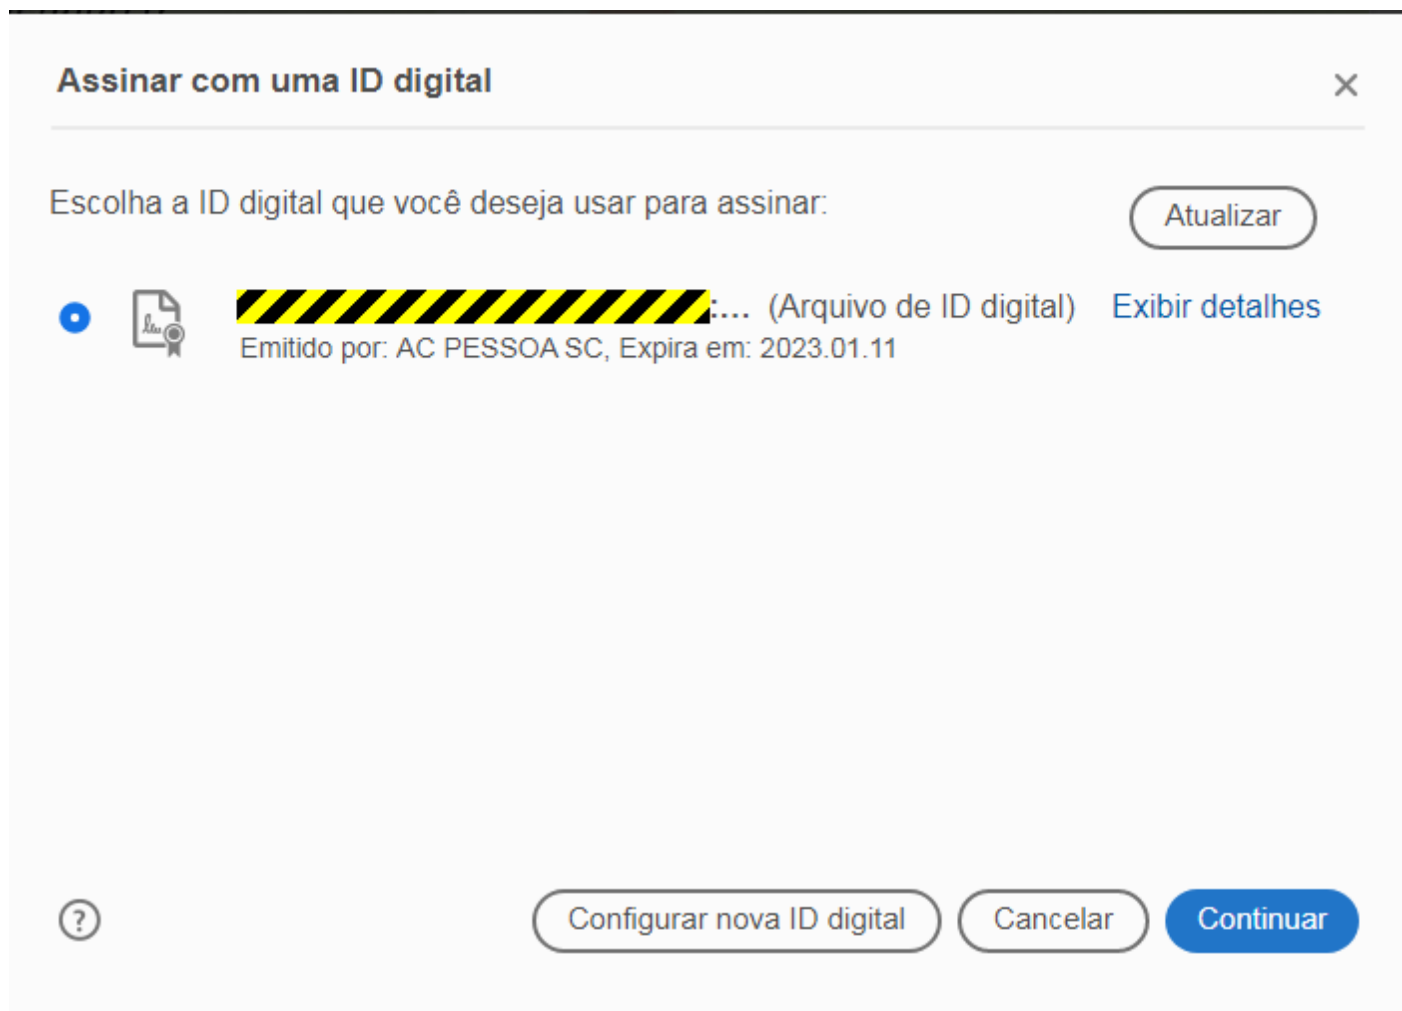 Assinar com uma ID digital
Escolha a ID digital que você deseja usar para assinar:
Atualizar
:... (Arquivo de ID digital) Exibir detalhes
Emitido por: AC PESSOA SC, Expira em: 2023.01.11
? Configurar nova ID digital Cancelar Continuar